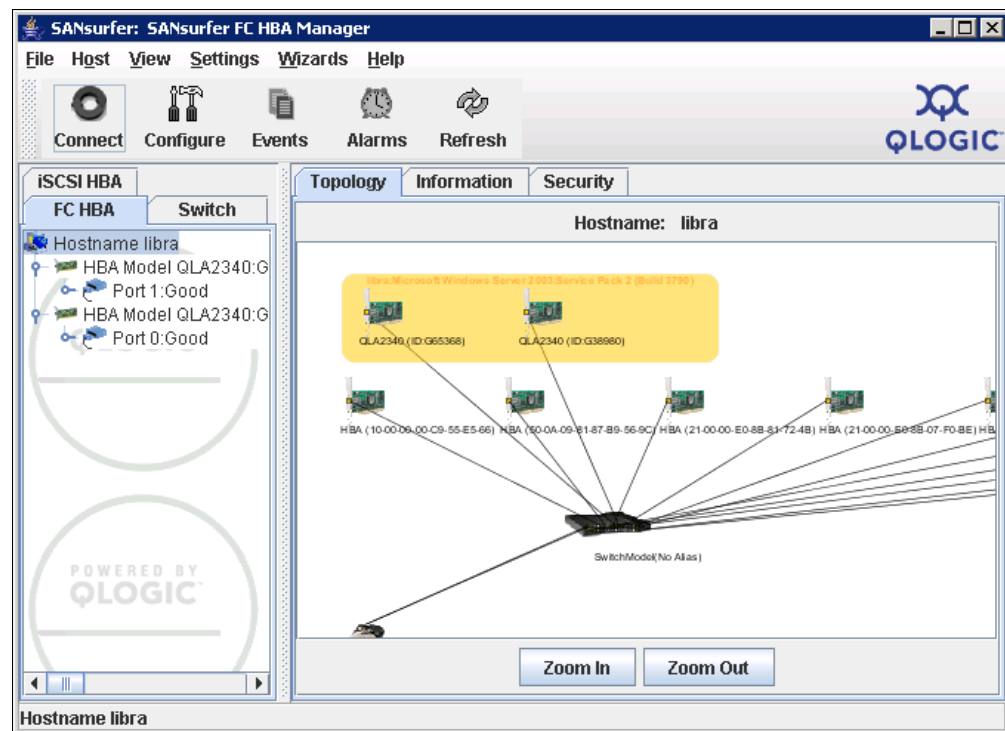 SANsurfer: SANsurfer FC HBA Manager
File Host View Settings Wizards Help
Connect Configure Events Alarms Refresh
QLOGIC
iSCSI HBA
FC HBA Switch
Hostname libra
HBA Model QLA2340:G
Port 1:Good
HBA Model QLA2340:G
Port 0:Good
POWERED BY
QLOGIC
Topology Information Security
Hostname: libra
libra:Microsoft Windows Server 2003:Service Pack 2 (Build 3790)
QLA2340 (ID:G65368) QLA2340 (ID:G38980)
HBA (10-00-00-00-C9-55-E5-66) HBA (50-0A-09-81-87-B9-56-9C) HBA (21-00-00-E0-8B-81-72-4B) HBA (21-00-00-E0-8B-07-F0-BE) HBA
SwitchModel(No Alias)
Zoom In Zoom Out
Hostname libra